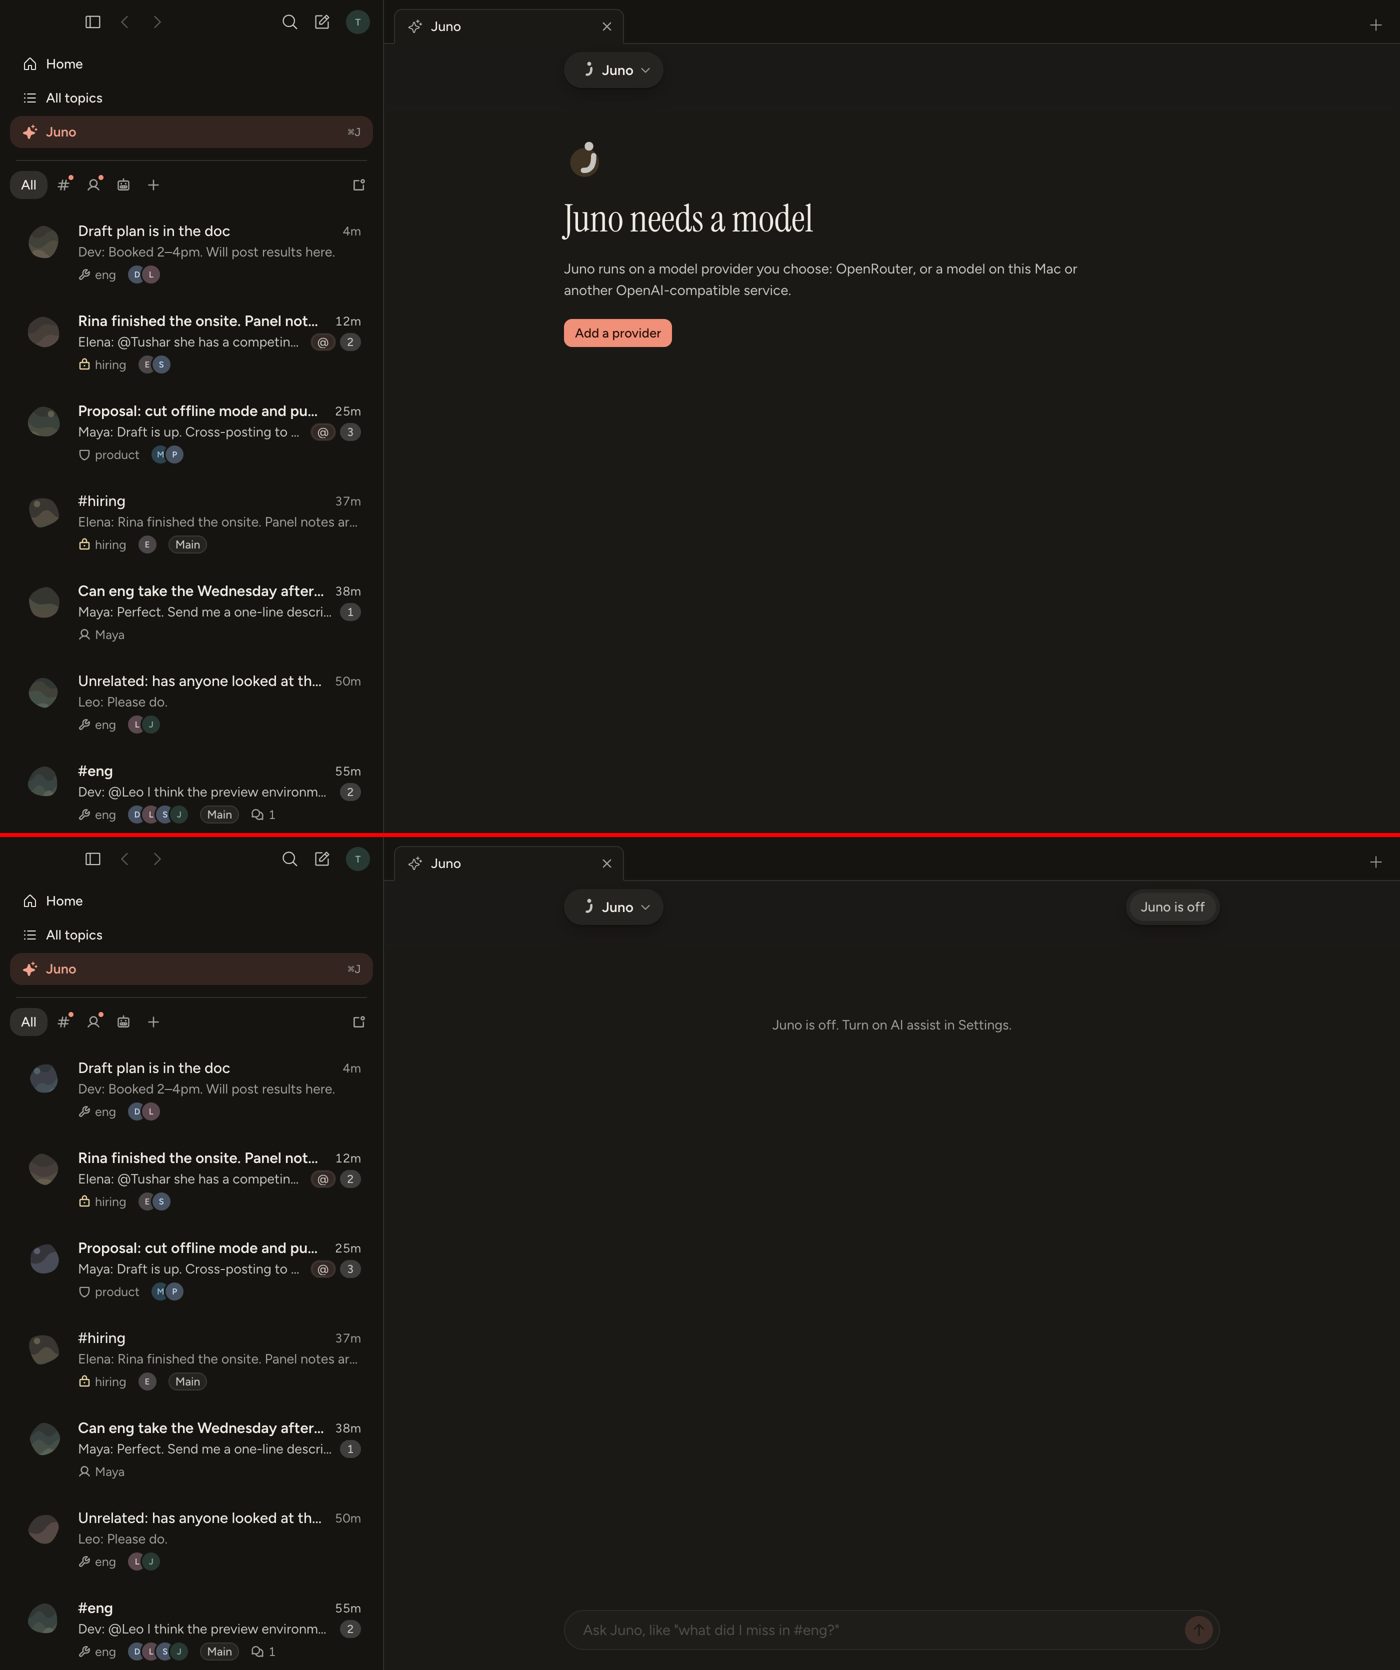 T
Juno
Home
All topics
Juno ⌘J
All
Draft plan is in the doc 4m
Dev: Booked 2–4pm. Will post results here.
eng D L
Rina finished the onsite. Panel not... 12m
Elena: @Tushar she has a competin... @ 2
hiring E S
Proposal: cut offline mode and pu... 25m
Maya: Draft is up. Cross-posting to ... @ 3
product M P
#hiring 37m
Elena: Rina finished the onsite. Panel notes ar...
hiring E Main
Can eng take the Wednesday after... 38m
Maya: Perfect. Send me a one-line descri... 1
Maya
Unrelated: has anyone looked at th... 50m
Leo: Please do.
eng L J
#eng 55m
Dev: @Leo I think the preview environm... 2
eng D L S J Main 1
Juno
Juno needs a model
Juno runs on a model provider you choose: OpenRouter, or a model on this Mac or
another OpenAI-compatible service.
Add a provider
T
Juno
Home
All topics
Juno ⌘J
All
Draft plan is in the doc 4m
Dev: Booked 2–4pm. Will post results here.
eng D L
Rina finished the onsite. Panel not... 12m
Elena: @Tushar she has a competin... @ 2
hiring E S
Proposal: cut offline mode and pu... 25m
Maya: Draft is up. Cross-posting to ... @ 3
product M P
#hiring 37m
Elena: Rina finished the onsite. Panel notes ar...
hiring E Main
Can eng take the Wednesday after... 38m
Maya: Perfect. Send me a one-line descri... 1
Maya
Unrelated: has anyone looked at th... 50m
Leo: Please do.
eng L J
#eng 55m
Dev: @Leo I think the preview environm... 2
eng D L S J Main 1
Juno
Juno is off
Juno is off. Turn on AI assist in Settings.
Ask Juno, like "what did I miss in #eng?"